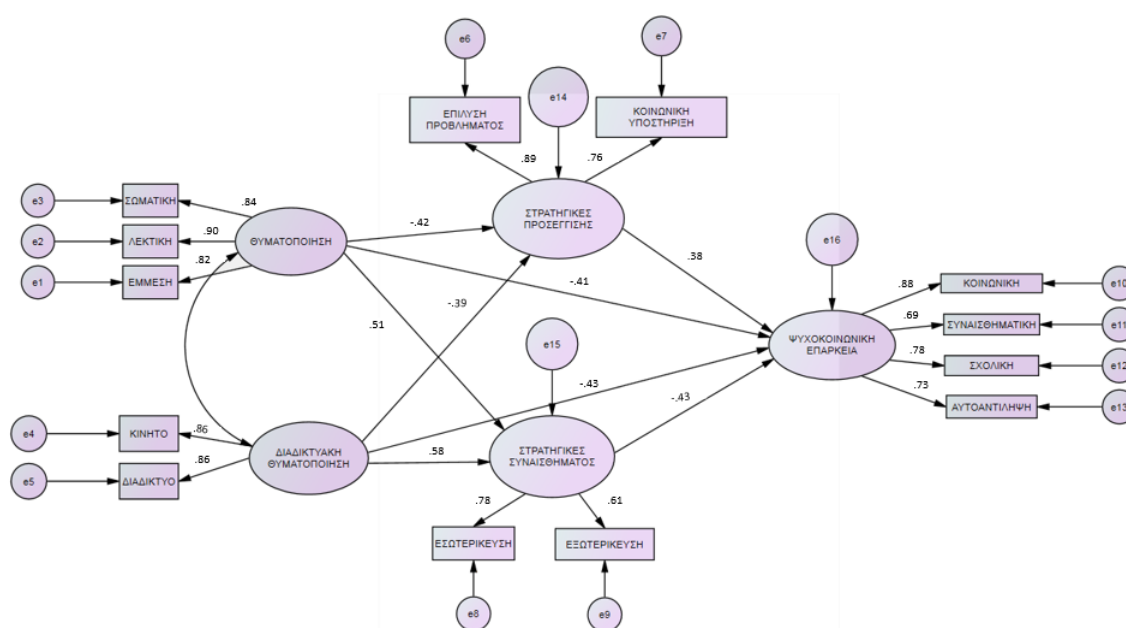 e6
e7
e14
ΕΠΙΛΥΣΗ
ΠΡΟΒΛΗΜΑΤΟΣ
ΚΟΙΝΩΝΙΚΗ
ΥΠΟΣΤΗΡΙΞΗ
.89
.76
e3
ΣΩΜΑΤΙΚΗ
.84
e2
ΛΕΚΤΙΚΗ
.90
e1
ΕΜΜΕΣΗ
.82
ΘΥΜΑΤΟΠΟΙΗΣΗ
-.42
ΣΤΡΑΤΗΓΙΚΕΣ
ΠΡΟΣΕΓΓΙΣΗΣ
.38
-.41
-.39
.51
e16
ΨΥΧΟΚΟΙΝΩΝΙΚΗ
ΕΠΑΡΚΕΙΑ
.88
ΚΟΙΝΩΝΙΚΗ
e10
.69
ΣΥΝΑΙΣΘΗΜΑΤΙΚΗ
e11
.78
ΣΧΟΛΙΚΗ
e12
.73
ΑΥΤΟΑΝΤΙΛΗΨΗ
e13
e15
-.43
-.43
e4
ΚΙΝΗΤΟ
.86
e5
ΔΙΑΔΙΚΤΥΟ
.86
ΔΙΑΔΙΚΤΥΑΚΗ
ΘΥΜΑΤΟΠΟΙΗΣΗ
.58
ΣΤΡΑΤΗΓΙΚΕΣ
ΣΥΝΑΙΣΘΗΜΑΤΟΣ
.78
.61
ΕΣΩΤΕΡΙΚΕΥΣΗ
ΕΞΩΤΕΡΙΚΕΥΣΗ
e8
e9